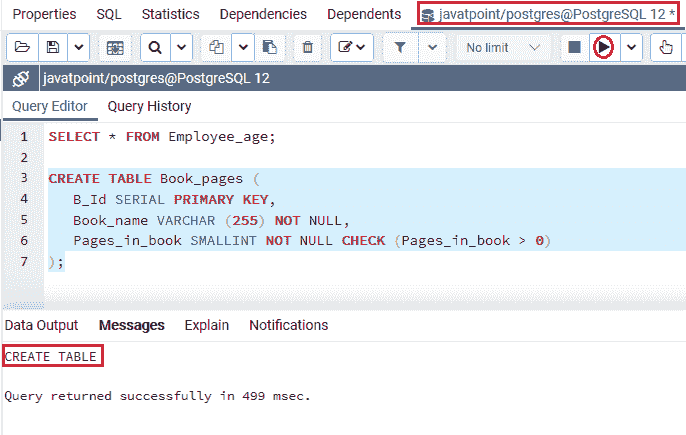 Properties SQL Statistics Dependencies Dependents javatpoint/postgres@PostgreSQL 12 *
No limit
javatpoint/postgres@PostgreSQL 12
Query Editor Query History
1 SELECT * FROM Employee_age;
2
3 CREATE TABLE Book_pages (
4 B_Id SERIAL PRIMARY KEY,
5 Book_name VARCHAR (255) NOT NULL,
6 Pages_in_book SMALLINT NOT NULL CHECK (Pages_in_book > 0)
7 );
Data Output Messages Explain Notifications
CREATE TABLE
Query returned successfully in 499 msec.